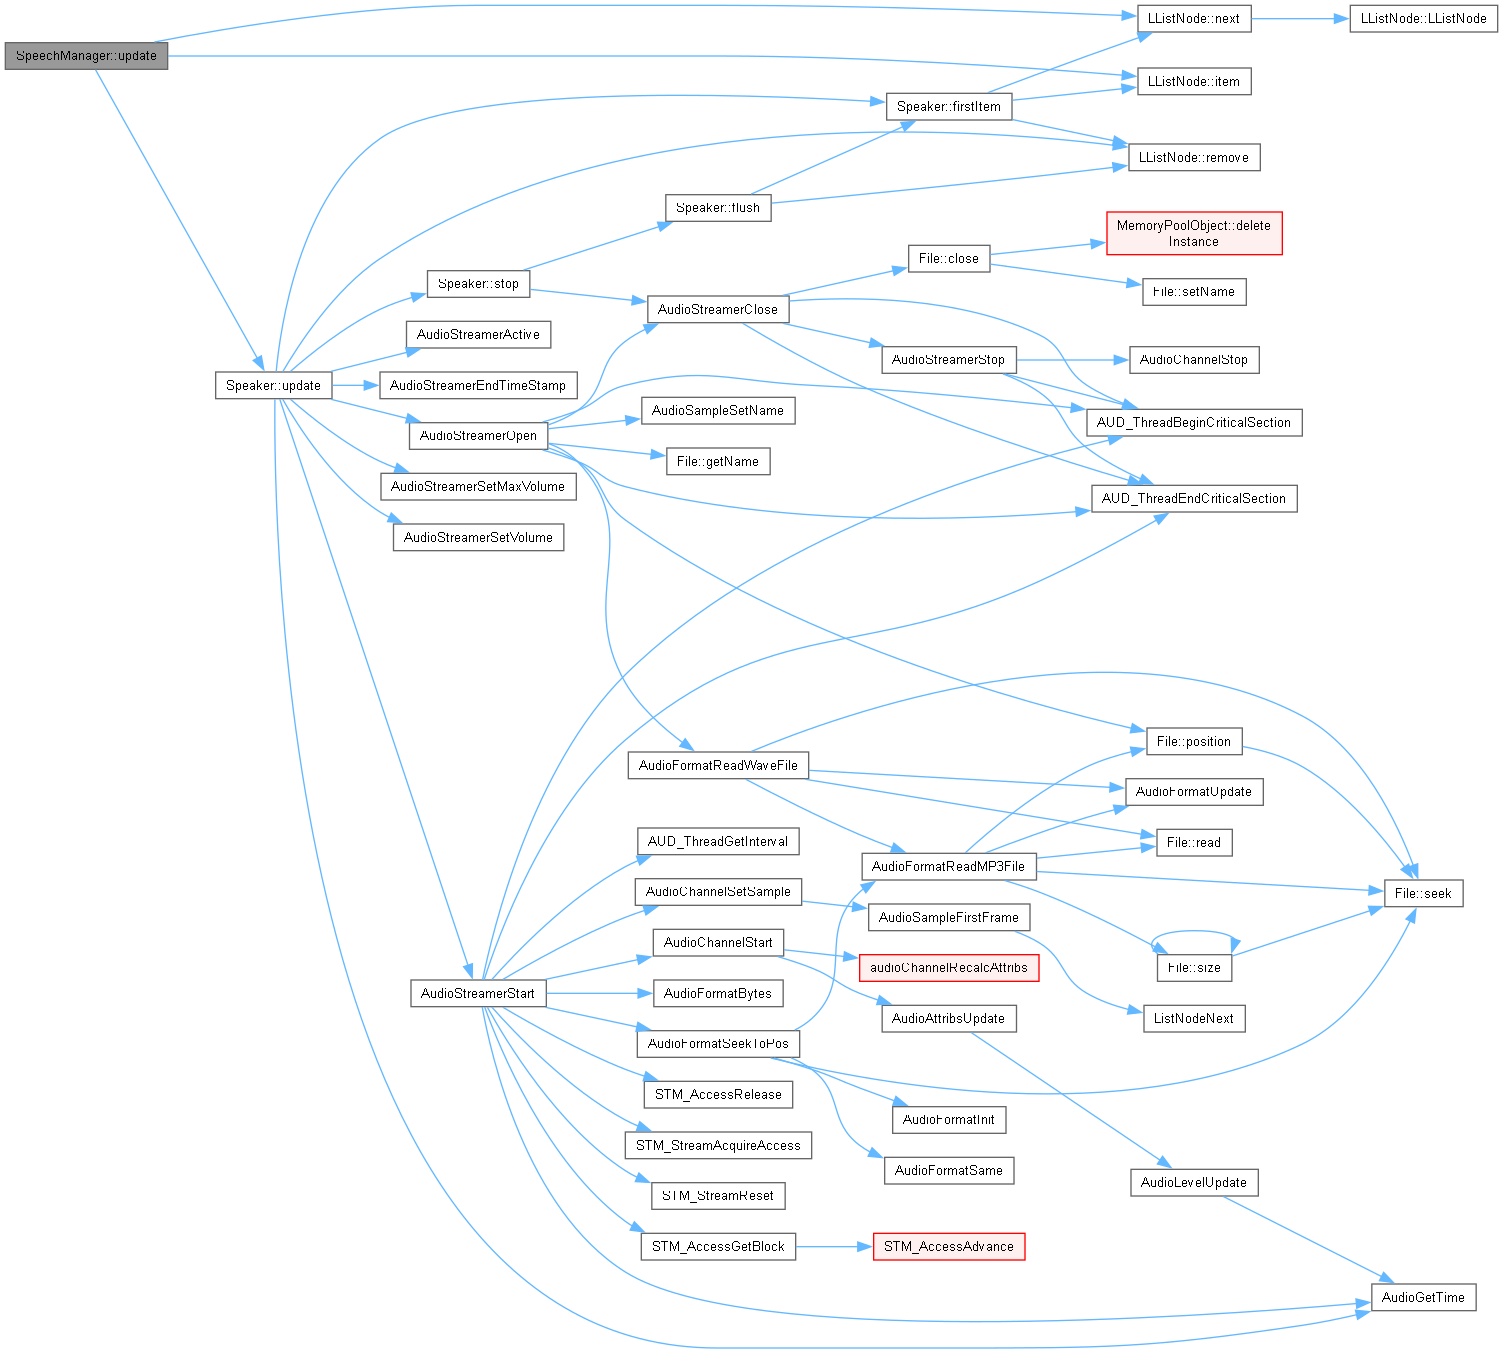 LListNode::next
LListNode::LListNode
SpeechManager::update
LListNode::item
Speaker::firstItem
LListNode::remove
Speaker::flush
MemoryPoolObject::delete
Instance
File::close
Speaker::stop
File::setName
AudioStreamerClose
AudioStreamerActive
AudioStreamerStop
AudioChannelStop
Speaker::update
AudioStreamerEndTimeStamp
AudioSampleSetName
AUD_ThreadBeginCriticalSection
AudioStreamerOpen
File::getName
AudioStreamerSetMaxVolume
AUD_ThreadEndCriticalSection
AudioStreamerSetVolume
File::position
AudioFormatReadWaveFile
AudioFormatUpdate
AUD_ThreadGetInterval
File::read
AudioFormatReadMP3File
AudioChannelSetSample
File::seek
AudioSampleFirstFrame
AudioChannelStart
audioChannelRecalcAttribs
File::size
AudioStreamerStart
AudioFormatBytes
AudioAttribsUpdate
ListNodeNext
AudioFormatSeekToPos
STM_AccessRelease
AudioFormatInit
STM_StreamAcquireAccess
AudioFormatSame
AudioLevelUpdate
STM_StreamReset
STM_AccessGetBlock
STM_AccessAdvance
AudioGetTime